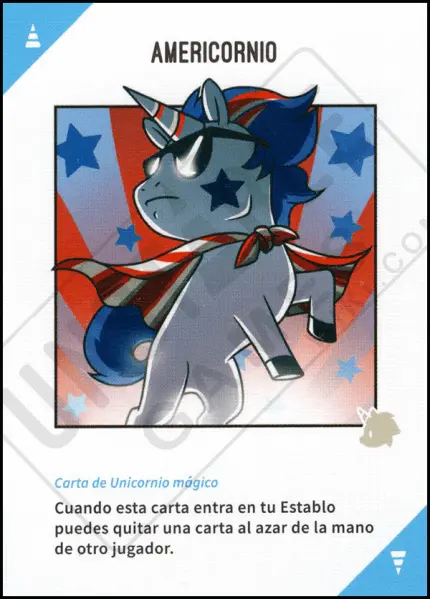 AMERICORNIO
Carta de Unicornio mágico
Cuando esta carta entra en tu Establo
puedes quitar una carta al azar de la mano
de otro jugador.